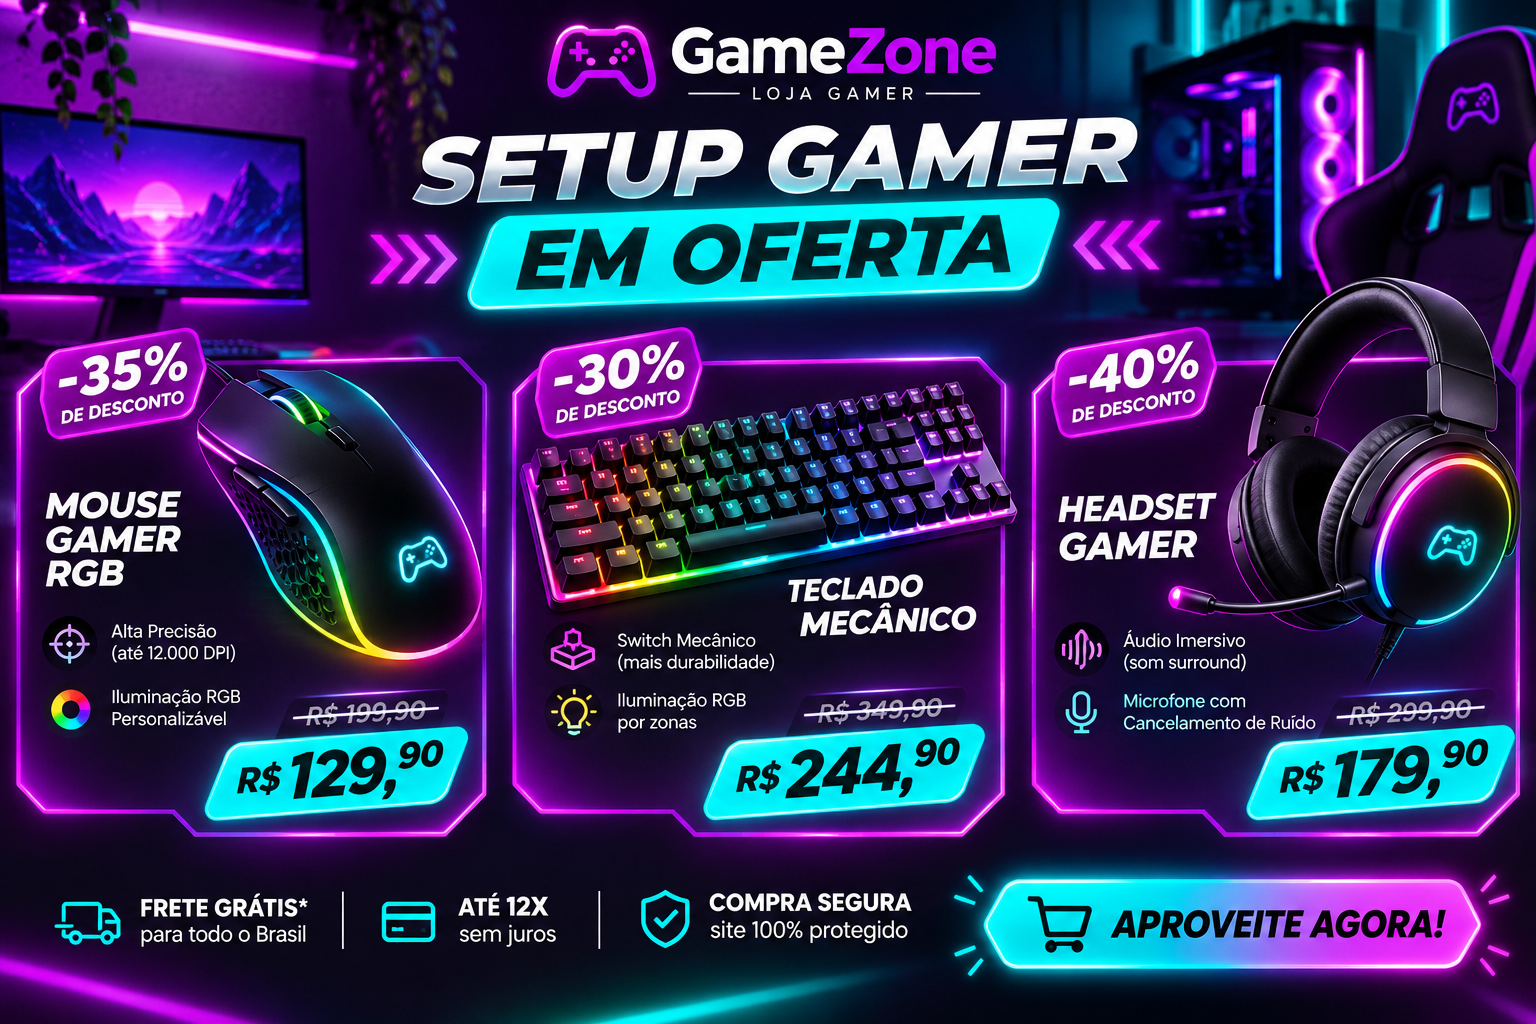 GameZone
LOJA GAMER
SETUP GAMER
EM OFERTA
-35%
DE DESCONTO
MOUSE
GAMER
RGB
Alta Precisão
(até 12.000 DPI)
Iluminação RGB
Personalizável
R$ 199,90
R$ 129,90
-30%
DE DESCONTO
TECLADO
MECÂNICO
Switch Mecânico
(mais durabilidade)
Iluminação RGB
por zonas
R$ 349,90
R$ 244,90
-40%
DE DESCONTO
HEADSET
GAMER
Áudio Imersivo
(som surround)
Microfone com
Cancelamento de Ruído
R$ 299,90
R$ 179,90
FRETE GRÁTIS*
para todo o Brasil
ATÉ 12X
sem juros
COMPRA SEGURA
site 100% protegido
APROVEITE AGORA!